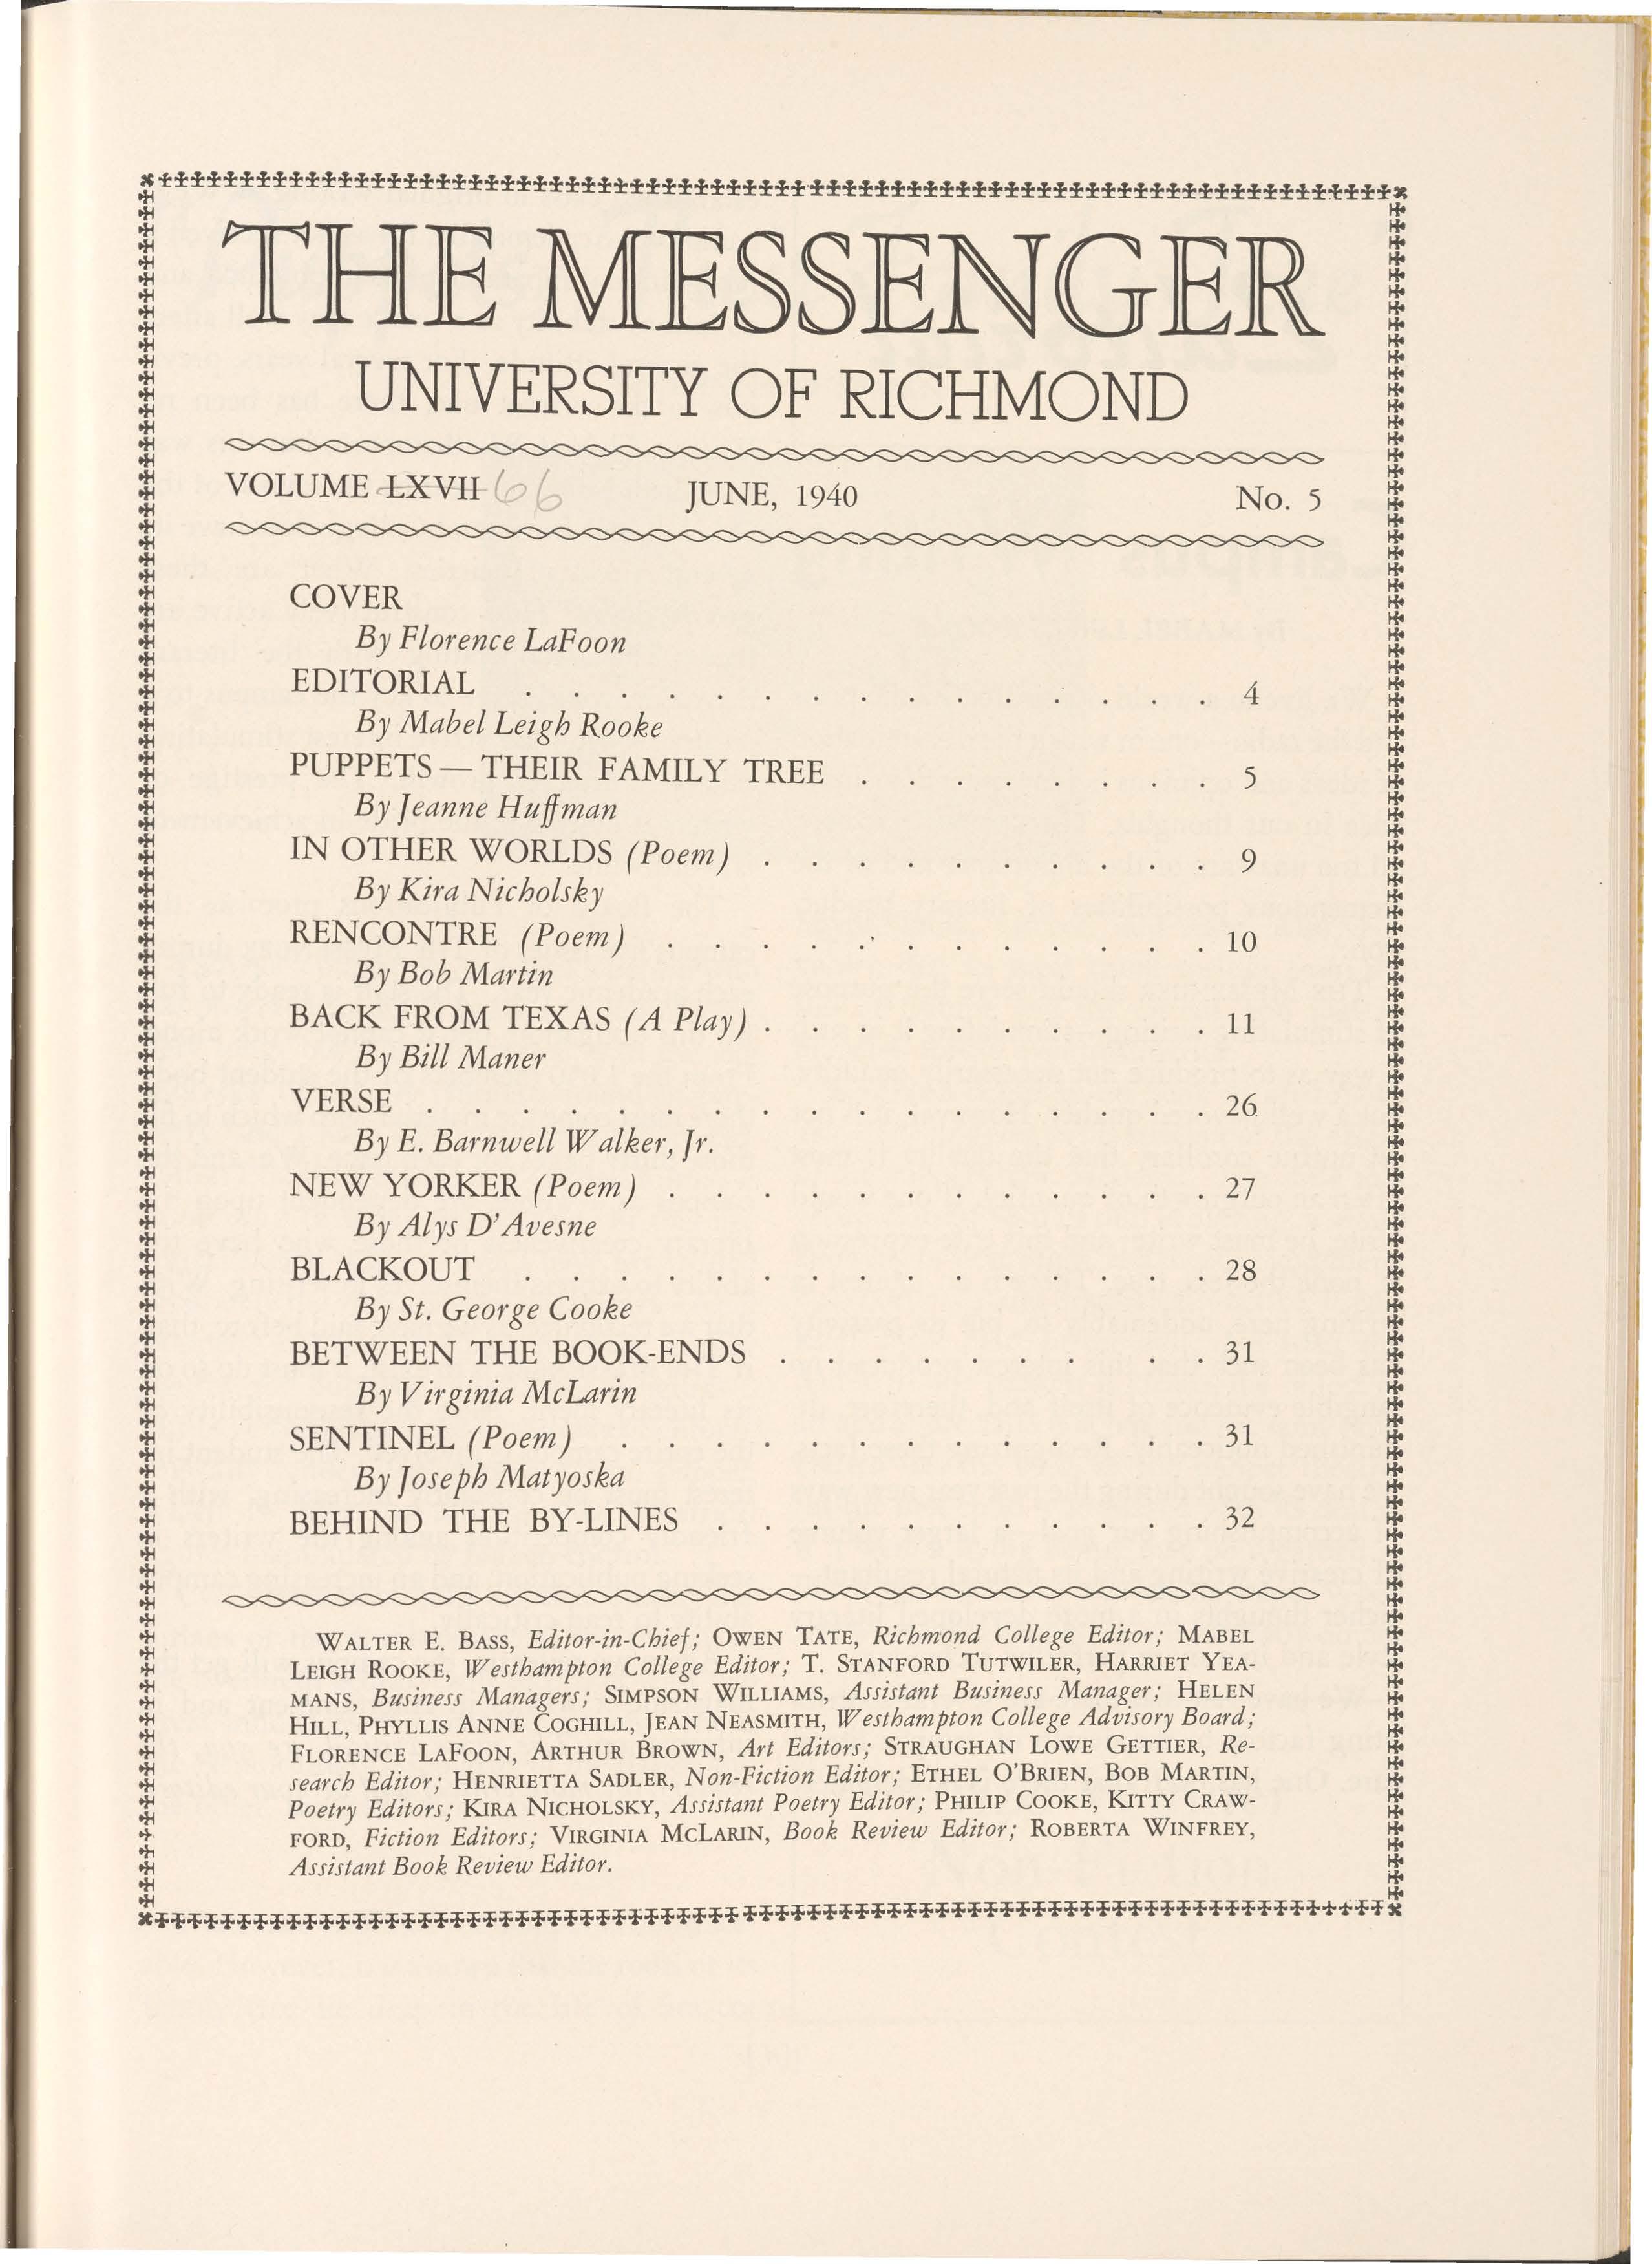 THE MESSENGER
UNIVERSITY OF RICHMOND
VOLUME LXVII 66 JUNE, 1940 No. 5
COVER
By Florence LaFoon
EDITORIAL . . . . . . . . . . . . . . . 4
By Mabel Leigh Rooke
PUPPETS — THEIR FAMILY TREE . . . . . . . . 5
By Jeanne Huffman
IN OTHER WORLDS (Poem) . . . . . . . . . . 9
By Kira Nicholsky
RENCONTRE (Poem) . . . . . . . . . . . . 10
By Bob Martin
BACK FROM TEXAS (A Play) . . . . . . . . . . 11
By Bill Maner
VERSE . . . . . . . . . . . . . . . . . 26
By E. Barnwell Walker, Jr.
NEW YORKER (Poem) . . . . . . . . . . . . 27
By Alys D'Avesne
BLACKOUT . . . . . . . . . . . . . . . 28
By St. George Cooke
BETWEEN THE BOOK-ENDS . . . . . . . . . 31
By Virginia McLarin
SENTINEL (Poem) . . . . . . . . . . . . . 31
By Joseph Matyoska
BEHIND THE BY-LINES . . . . . . . . . . . 32
WALTER E. BASS, Editor-in-Chief; OWEN TATE, Richmond College Editor; MABEL
LEIGH ROOKE, Westhampton College Editor; T. STANFORD TUTWILER, HARRIET YEA-
MANS, Business Managers; SIMPSON WILLIAMS, Assistant Business Manager; HELEN
HILL, PHYLLIS ANNE COGHILL, JEAN NEASMITH, Westhampton College Advisory Board;
FLORENCE LAFOON, ARTHUR BROWN, Art Editors; STRAUGHAN LOWE GETTIER, Re-
search Editor; HENRIETTA SADLER, Non-Fiction Editor; ETHEL O'BRIEN, BOB MARTIN,
Poetry Editors; KIRA NICHOLSKY, Assistant Poetry Editor; PHILIP COOKE, KITTY CRAW-
FORD, Fiction Editors; VIRGINIA MCLARIN, Book Review Editor; ROBERTA WINFREY,
Assistant Book Review Editor.